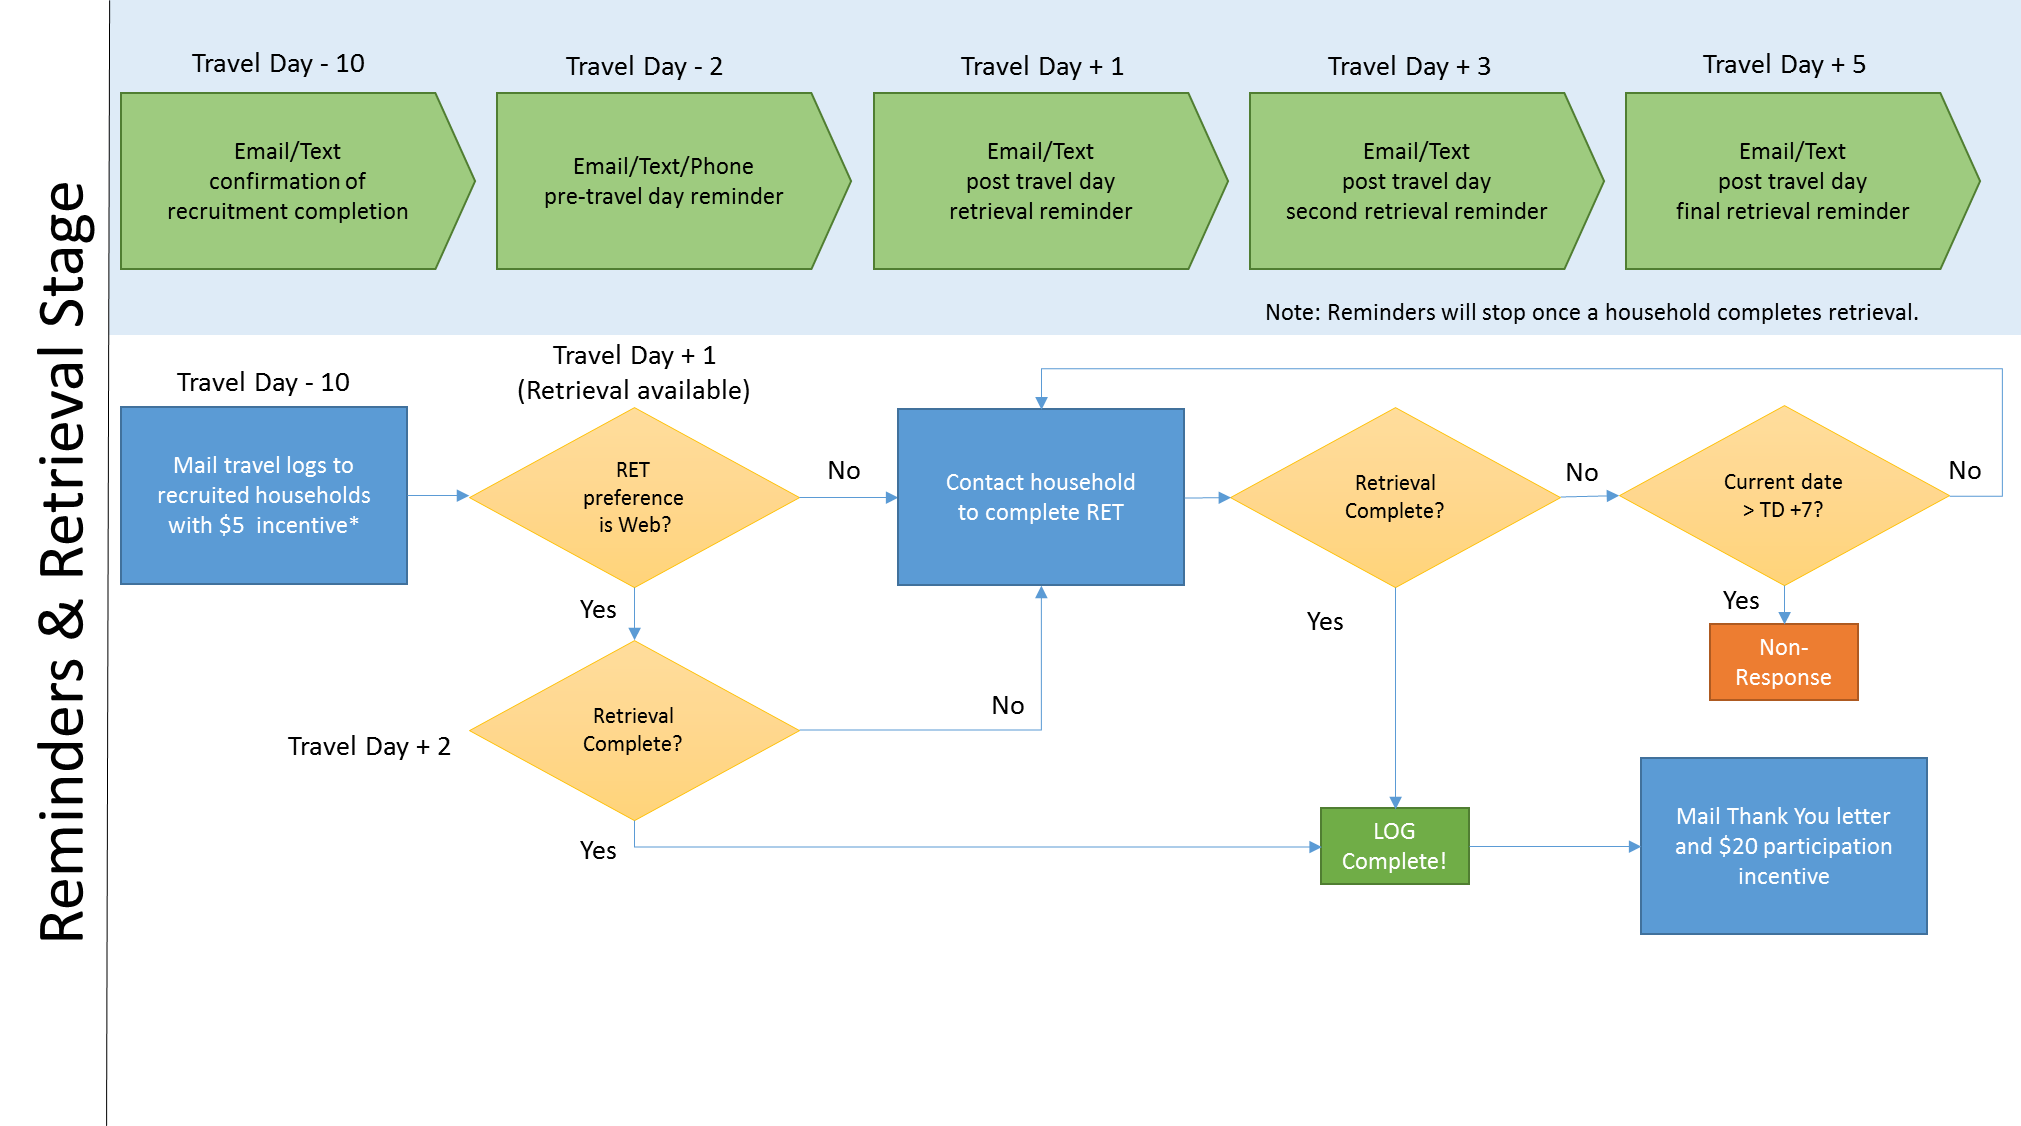 Reminders & Retrieval Stage
Travel Day - 10
Travel Day - 2
Travel Day + 1
Travel Day + 3
Travel Day + 5
Email/Text
confirmation of
recruitment completion
Email/Text/Phone
pre-travel day reminder
Email/Text
post travel day
retrieval reminder
Email/Text
post travel day
second retrieval reminder
Email/Text
post travel day
final retrieval reminder
Note: Reminders will stop once a household completes retrieval.
Travel Day - 10
Travel Day + 1
(Retrieval available)
Mail travel logs to
recruited households
with $5 incentive*
RET
preference
is Web?
No
Contact household
to complete RET
Retrieval
Complete?
No
Current date
> TD +7?
No
Yes
Yes
Yes
Non-
Response
Travel Day + 2
Retrieval
Complete?
No
Yes
LOG
Complete!
Mail Thank You letter
and $20 participation
incentive